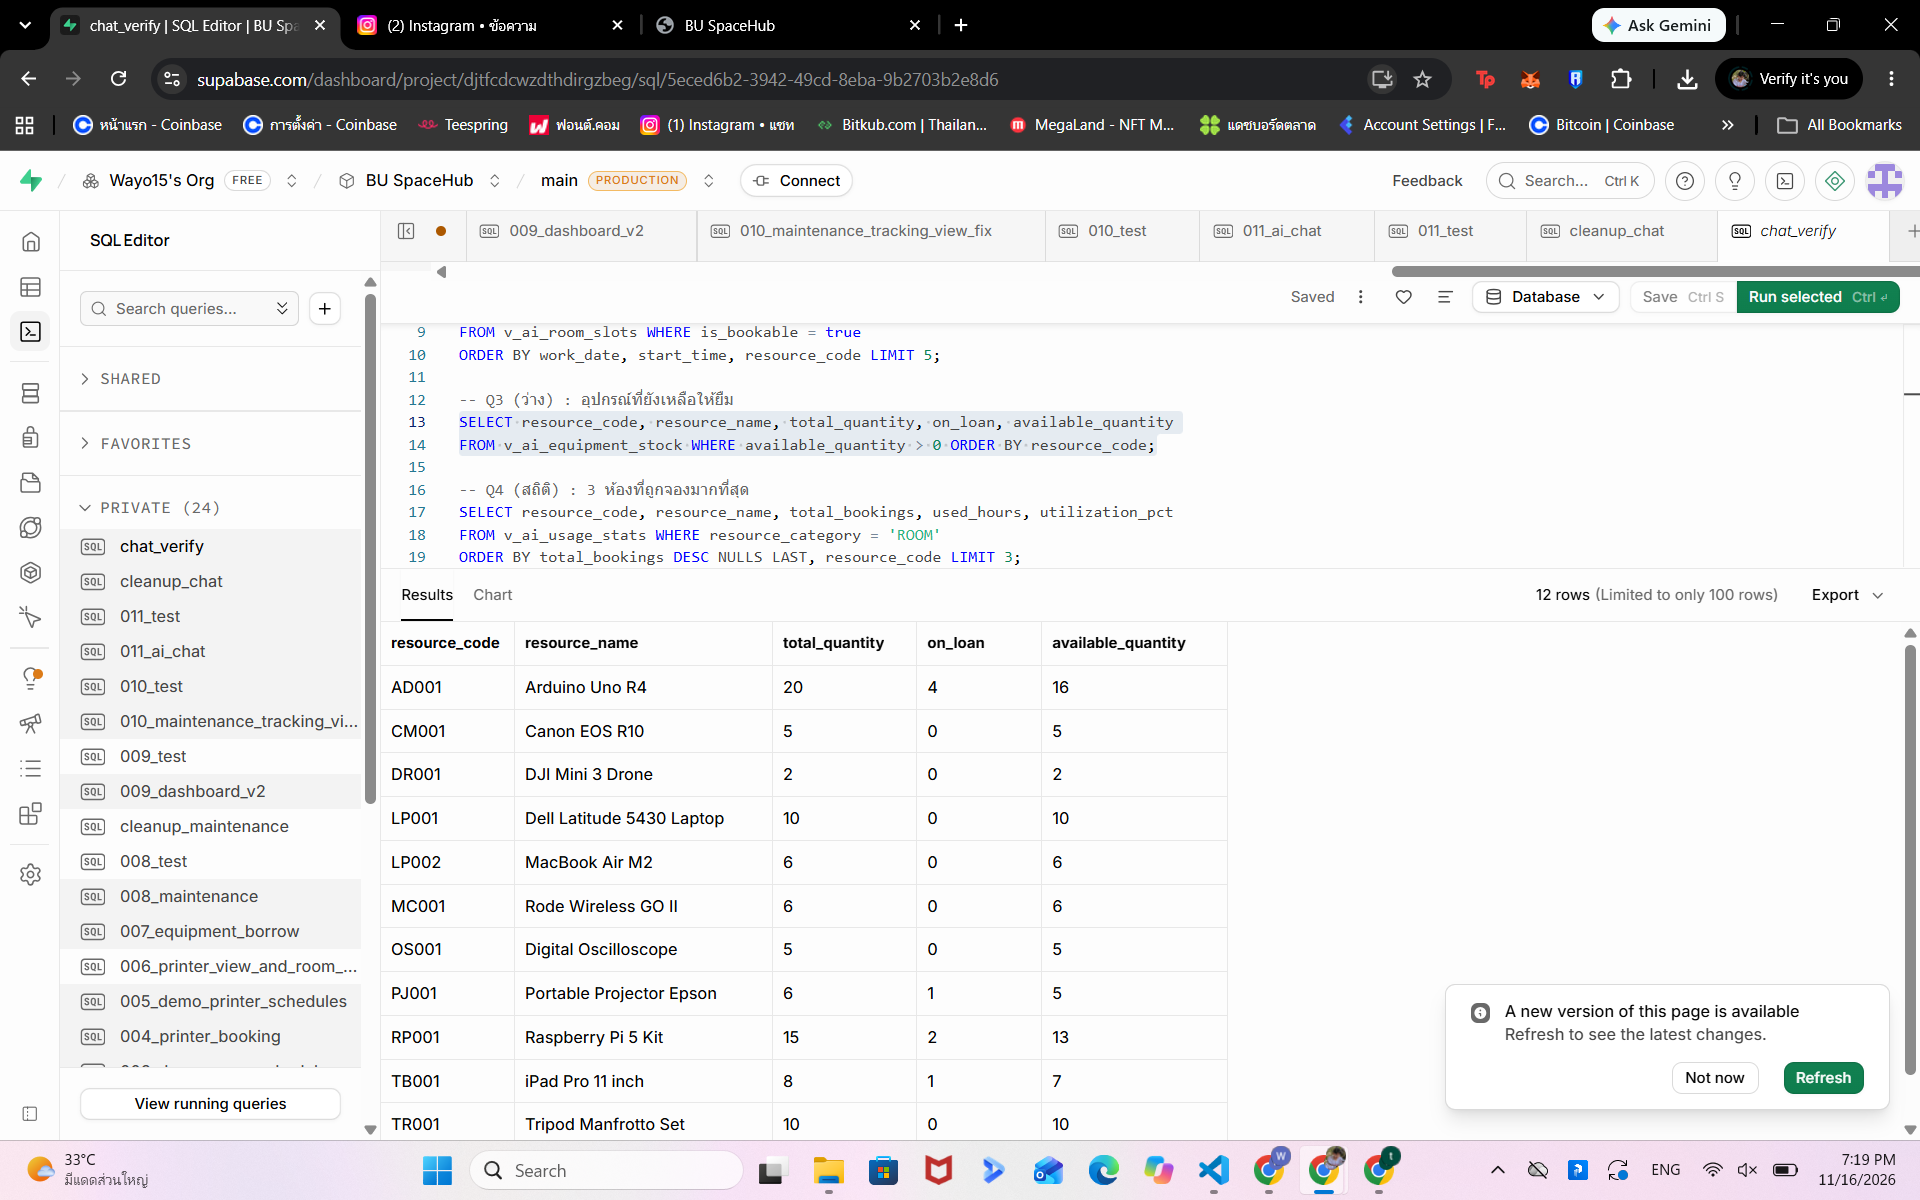 chat_verify | SQL Editor | BU Spa
(2) Instagram • ข้อความ
BU SpaceHub
Ask Gemini
supabase.com/dashboard/project/djtfcdcwzdthdirgzbeg/sql/5eced6b2-3942-49cd-8eba-9b2703b2e8d6
Verify it's you
หน้าแรก - Coinbase
การตั้งค่า - Coinbase
Teespring
ฟอนต์.คอม
(1) Instagram • แชท
Bitkub.com | Thailan...
MegaLand - NFT M...
แดชบอร์ดตลาด
Account Settings | F...
Bitcoin | Coinbase
All Bookmarks
Wayo15's Org FREE
BU SpaceHub
main PRODUCTION
Connect
Feedback
Search... Ctrl K
SQL Editor
009_dashboard_v2
010_maintenance_tracking_view_fix
010_test
011_ai_chat
011_test
cleanup_chat
chat_verify
Search queries...
Saved
Database
Save Ctrl S
Run selected Ctrl
SHARED
FAVORITES
PRIVATE (24)
chat_verify
cleanup_chat
011_test
011_ai_chat
010_test
010_maintenance_tracking_vi...
009_test
009_dashboard_v2
cleanup_maintenance
008_test
008_maintenance
007_equipment_borrow
006_printer_view_and_room_...
005_demo_printer_schedules
004_printer_booking
View running queries
9 FROM v_ai_room_slots WHERE is_bookable = true
10 ORDER BY work_date, start_time, resource_code LIMIT 5;
11
12 -- Q3 (ว่าง) : อุปกรณ์ที่ยังเหลือให้ยืม
13 SELECT resource_code, resource_name, total_quantity, on_loan, available_quantity
14 FROM v_ai_equipment_stock WHERE available_quantity > 0 ORDER BY resource_code;
15
16 -- Q4 (สถิติ) : 3 ห้องที่ถูกจองมากที่สุด
17 SELECT resource_code, resource_name, total_bookings, used_hours, utilization_pct
18 FROM v_ai_usage_stats WHERE resource_category = 'ROOM'
19 ORDER BY total_bookings DESC NULLS LAST, resource_code LIMIT 3;
Results Chart
12 rows (Limited to only 100 rows)
Export
resource_code resource_name total_quantity on_loan available_quantity
AD001 Arduino Uno R4 20 4 16
CM001 Canon EOS R10 5 0 5
DR001 DJI Mini 3 Drone 2 0 2
LP001 Dell Latitude 5430 Laptop 10 0 10
LP002 MacBook Air M2 6 0 6
MC001 Rode Wireless GO II 6 0 6
OS001 Digital Oscilloscope 5 0 5
PJ001 Portable Projector Epson 6 1 5
RP001 Raspberry Pi 5 Kit 15 2 13
TB001 iPad Pro 11 inch 8 1 7
TR001 Tripod Manfrotto Set 10 0 10
A new version of this page is available
Refresh to see the latest changes.
Not now
Refresh
33°C
มีแดดส่วนใหญ่
Search
ENG
7:19 PM
11/16/2026